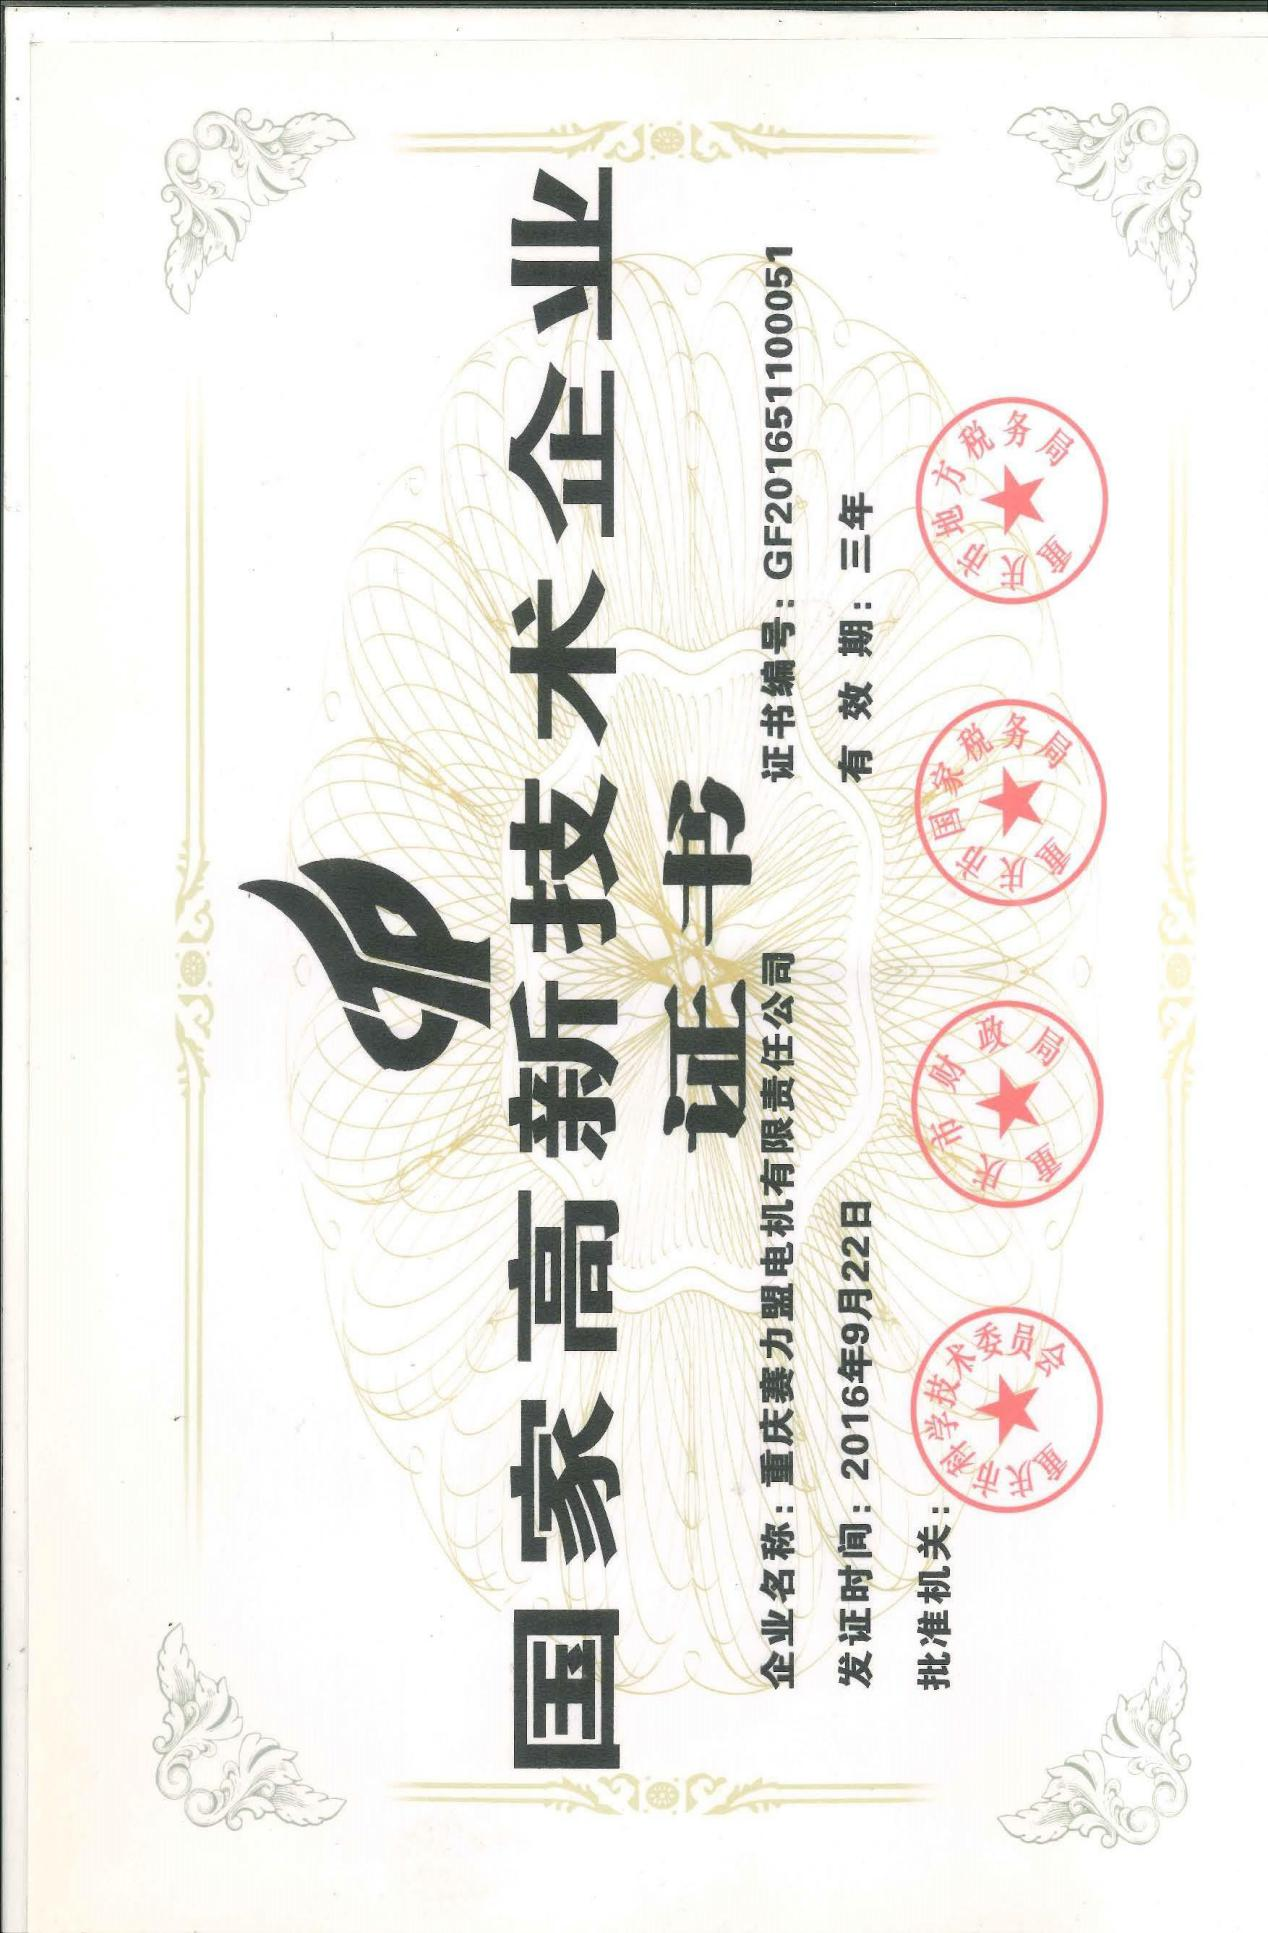 国家高新技术企业
证书
企业名称：重庆赛力盟电机有限责任公司
证书编号：GF201651100051
发证时间：2016年9月22日
有效期：三年
批准机关：
重庆市科学技术委员会
重庆市财政局
重庆市国家税务局
重庆市地方税务局